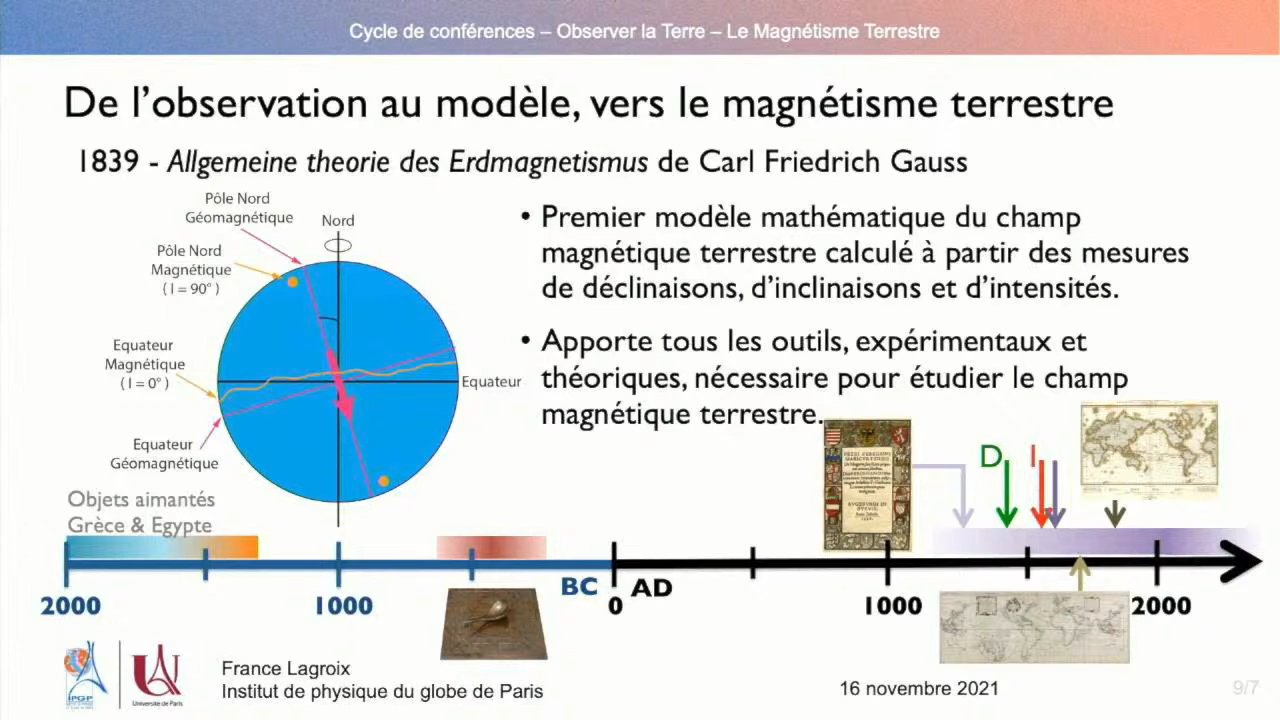 Cycle de conférences – Observer la Terre – Le Magnétisme Terrestre
De l'observation au modèle, vers le magnétisme terrestre
1839 - Allgemeine theorie des Erdmagnetismus de Carl Friedrich Gauss
Pôle Nord
Géomagnétique
Nord
Pôle Nord
Magnétique
( I = 90° )
Equateur
Magnétique
( I = 0° )
Equateur
Equateur
Géomagnétique
• Premier modèle mathématique du champ
magnétique terrestre calculé à partir des mesures
de déclinaisons, d'inclinaisons et d'intensités.
• Apporte tous les outils, expérimentaux et
théoriques, nécessaire pour étudier le champ
magnétique terrestre.
Objets aimantés
Grèce & Egypte
D I
BC AD
2000 1000 0 1000 2000
IPGP
Université de Paris
France Lagroix
Institut de physique du globe de Paris
16 novembre 2021
9/7